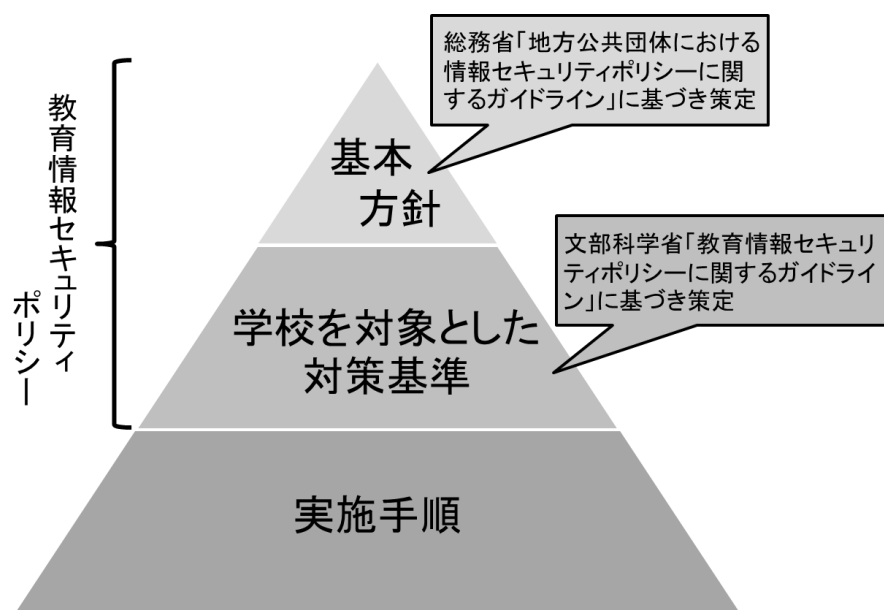 総務省「地方公共団体における
情報セキュリティポリシーに関
するガイドライン」に基づき策定
教育情報セキュリティ
ポリシー
基本
方針
文部科学省「教育情報セキュリ
ティポリシーに関するガイドライ
ン」に基づき策定
学校を対象とした
対策基準
実施手順